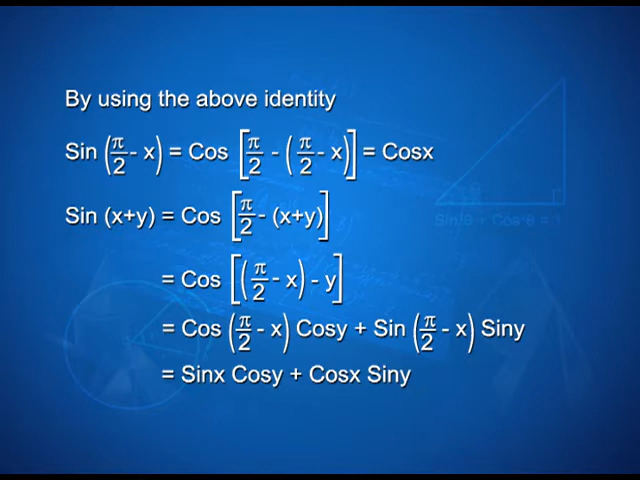 By using the above identity
Sin (π/2 - x) = Cos [π/2 - (π/2 - x)] = Cosx
Sin (x+y) = Cos [π/2 - (x+y)]
= Cos [(π/2 - x) - y]
= Cos (π/2 - x) Cosy + Sin (π/2 - x) Siny
= Sinx Cosy + Cosx Siny